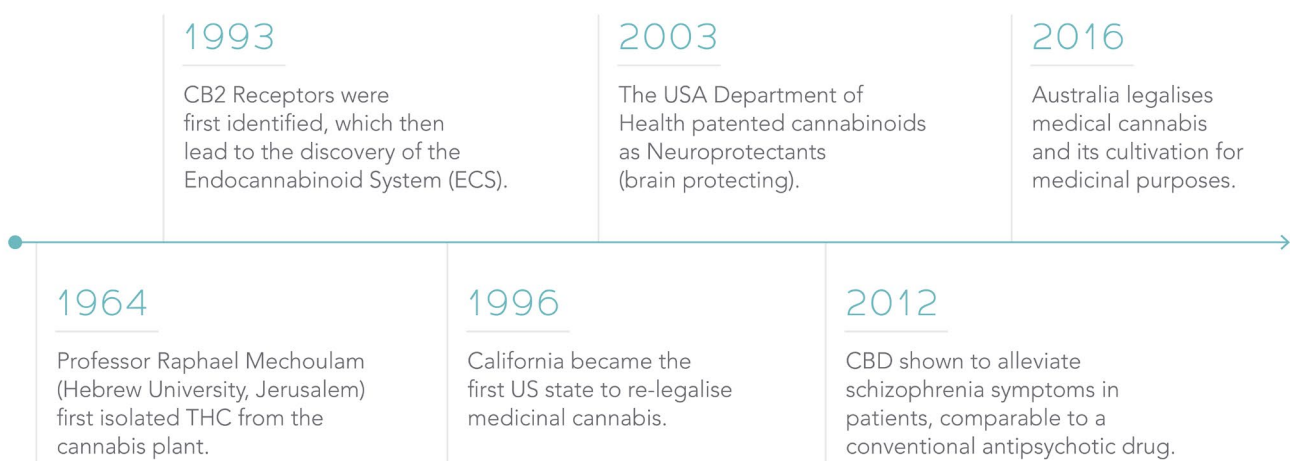 1993
CB2 Receptors were
first identified, which then
lead to the discovery of the
Endocannabinoid System (ECS).
2003
The USA Department of
Health patented cannabinoids
as Neuroprotectants
(brain protecting).
2016
Australia legalises
medical cannabis
and its cultivation for
medicinal purposes.
1964
Professor Raphael Mechoulam
(Hebrew University, Jerusalem)
first isolated THC from the
cannabis plant.
1996
California became the
first US state to re-legalise
medicinal cannabis.
2012
CBD shown to alleviate
schizophrenia symptoms in
patients, comparable to a
conventional antipsychotic drug.